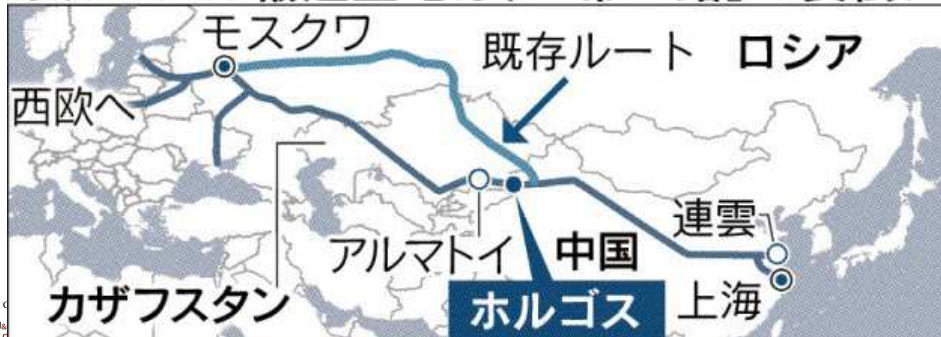 モスクワ
既存ルート
ロシア
西欧へ
連雲
アルマトイ
中国
カザフスタン
ホルゴス
上海